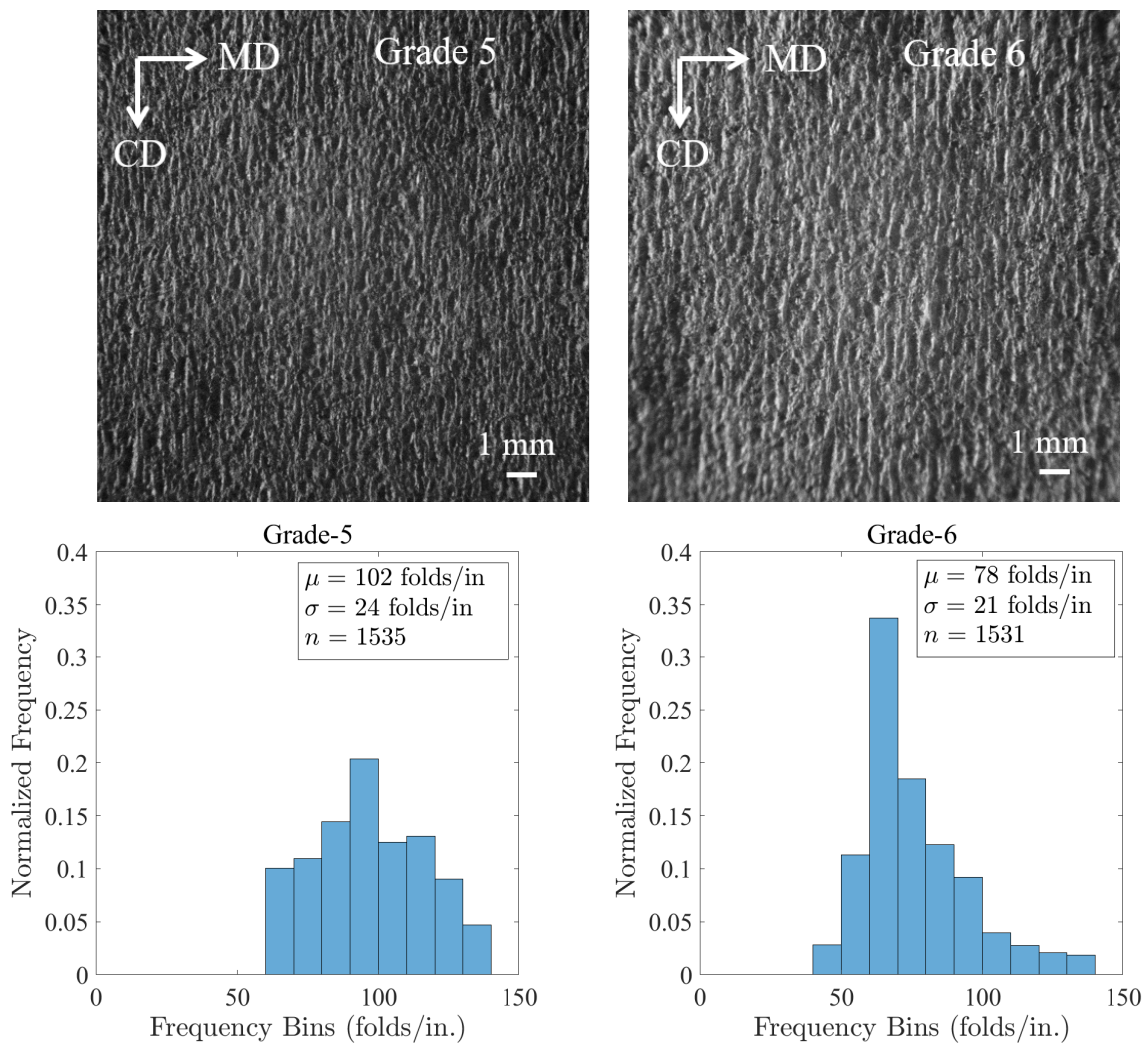 MD
Grade 5
CD
1 mm
MD
Grade 6
CD
1 mm
Grade-5
μ = 102 folds/in
σ = 24 folds/in
n = 1535
0.4
0.35
0.3
0.25
0.2
0.15
0.1
0.05
0
Normalized Frequency
0
50
100
150
Frequency Bins (folds/in.)
Grade-6
μ = 78 folds/in
σ = 21 folds/in
n = 1531
0.4
0.35
0.3
0.25
0.2
0.15
0.1
0.05
0
Normalized Frequency
0
50
100
150
Frequency Bins (folds/in.)